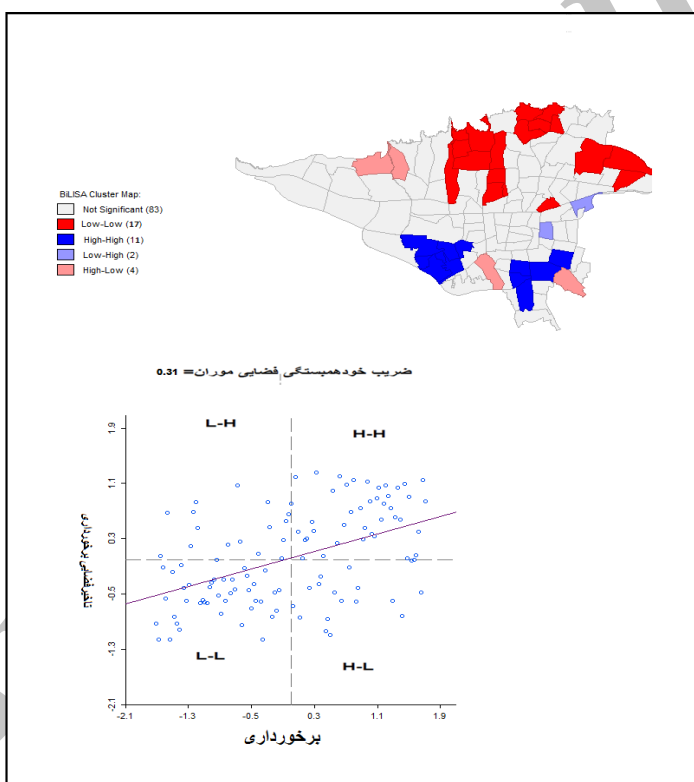 BiLISA Cluster Map:
Not Significant (83)
Low-Low (17)
High-High (11)
Low-High (2)
High-Low (4)
ضریب خودهمبستگی فضایی موران= 0.31
L-H
H-H
1.9
1.1
0.3
-0.5
-1.3
-2.1
تاخیرفضایی برخورداری
L-L
H-L
-2.1
-1.3
-0.5
0.3
1.1
1.9
برخورداری